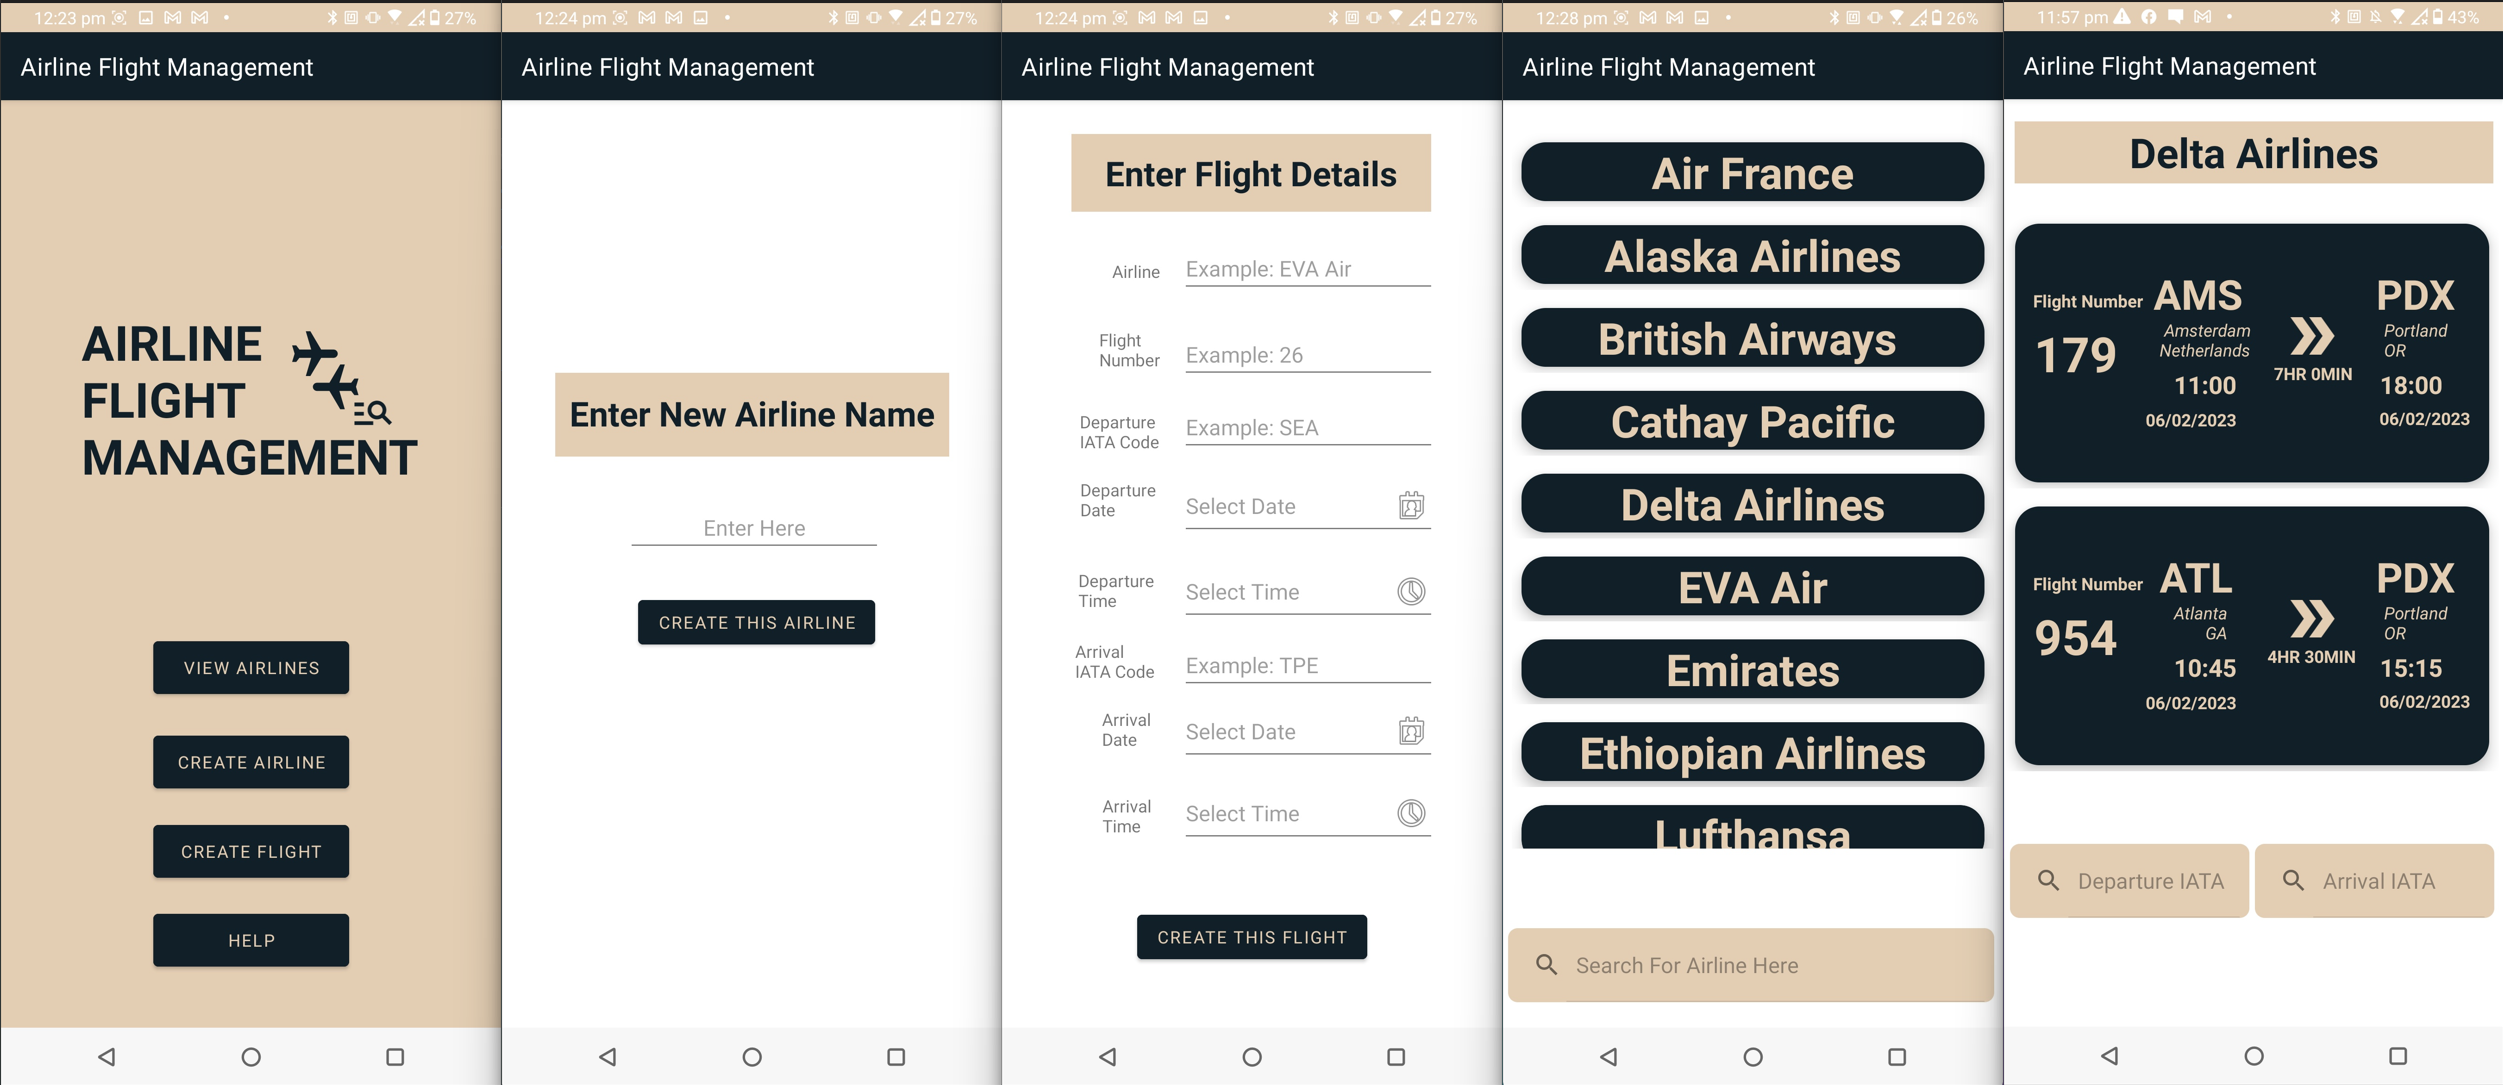 12:23 pm
27%
Airline Flight Management
AIRLINE
FLIGHT
MANAGEMENT
VIEW AIRLINES
CREATE AIRLINE
CREATE FLIGHT
HELP
12:24 pm
27%
Airline Flight Management
Enter New Airline Name
Enter Here
CREATE THIS AIRLINE
12:24 pm
27%
Airline Flight Management
Enter Flight Details
Airline
Example: EVA Air
Flight
Number
Example: 26
Departure
IATA Code
Example: SEA
Departure
Date
Select Date
Departure
Time
Select Time
Arrival
IATA Code
Example: TPE
Arrival
Date
Select Date
Arrival
Time
Select Time
CREATE THIS FLIGHT
12:28 pm
26%
Airline Flight Management
Air France
Alaska Airlines
British Airways
Cathay Pacific
Delta Airlines
EVA Air
Emirates
Ethiopian Airlines
Lufthansa
Search For Airline Here
11:57 pm
43%
Airline Flight Management
Delta Airlines
Flight Number
179
AMS
Amsterdam
Netherlands
11:00
06/02/2023
7HR 0MIN
PDX
Portland
OR
18:00
06/02/2023
Flight Number
954
ATL
Atlanta
GA
10:45
06/02/2023
4HR 30MIN
PDX
Portland
OR
15:15
06/02/2023
Departure IATA
Arrival IATA